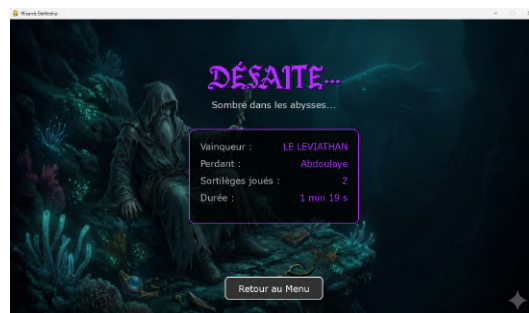 Wizards Battleship
DÉFAITE...
Sombré dans les abysses...
Vainqueur : LE LEVIATHAN
Perdant : Abdoulaye
Sortilèges joués : 2
Durée : 1 min 19 s
Retour au Menu